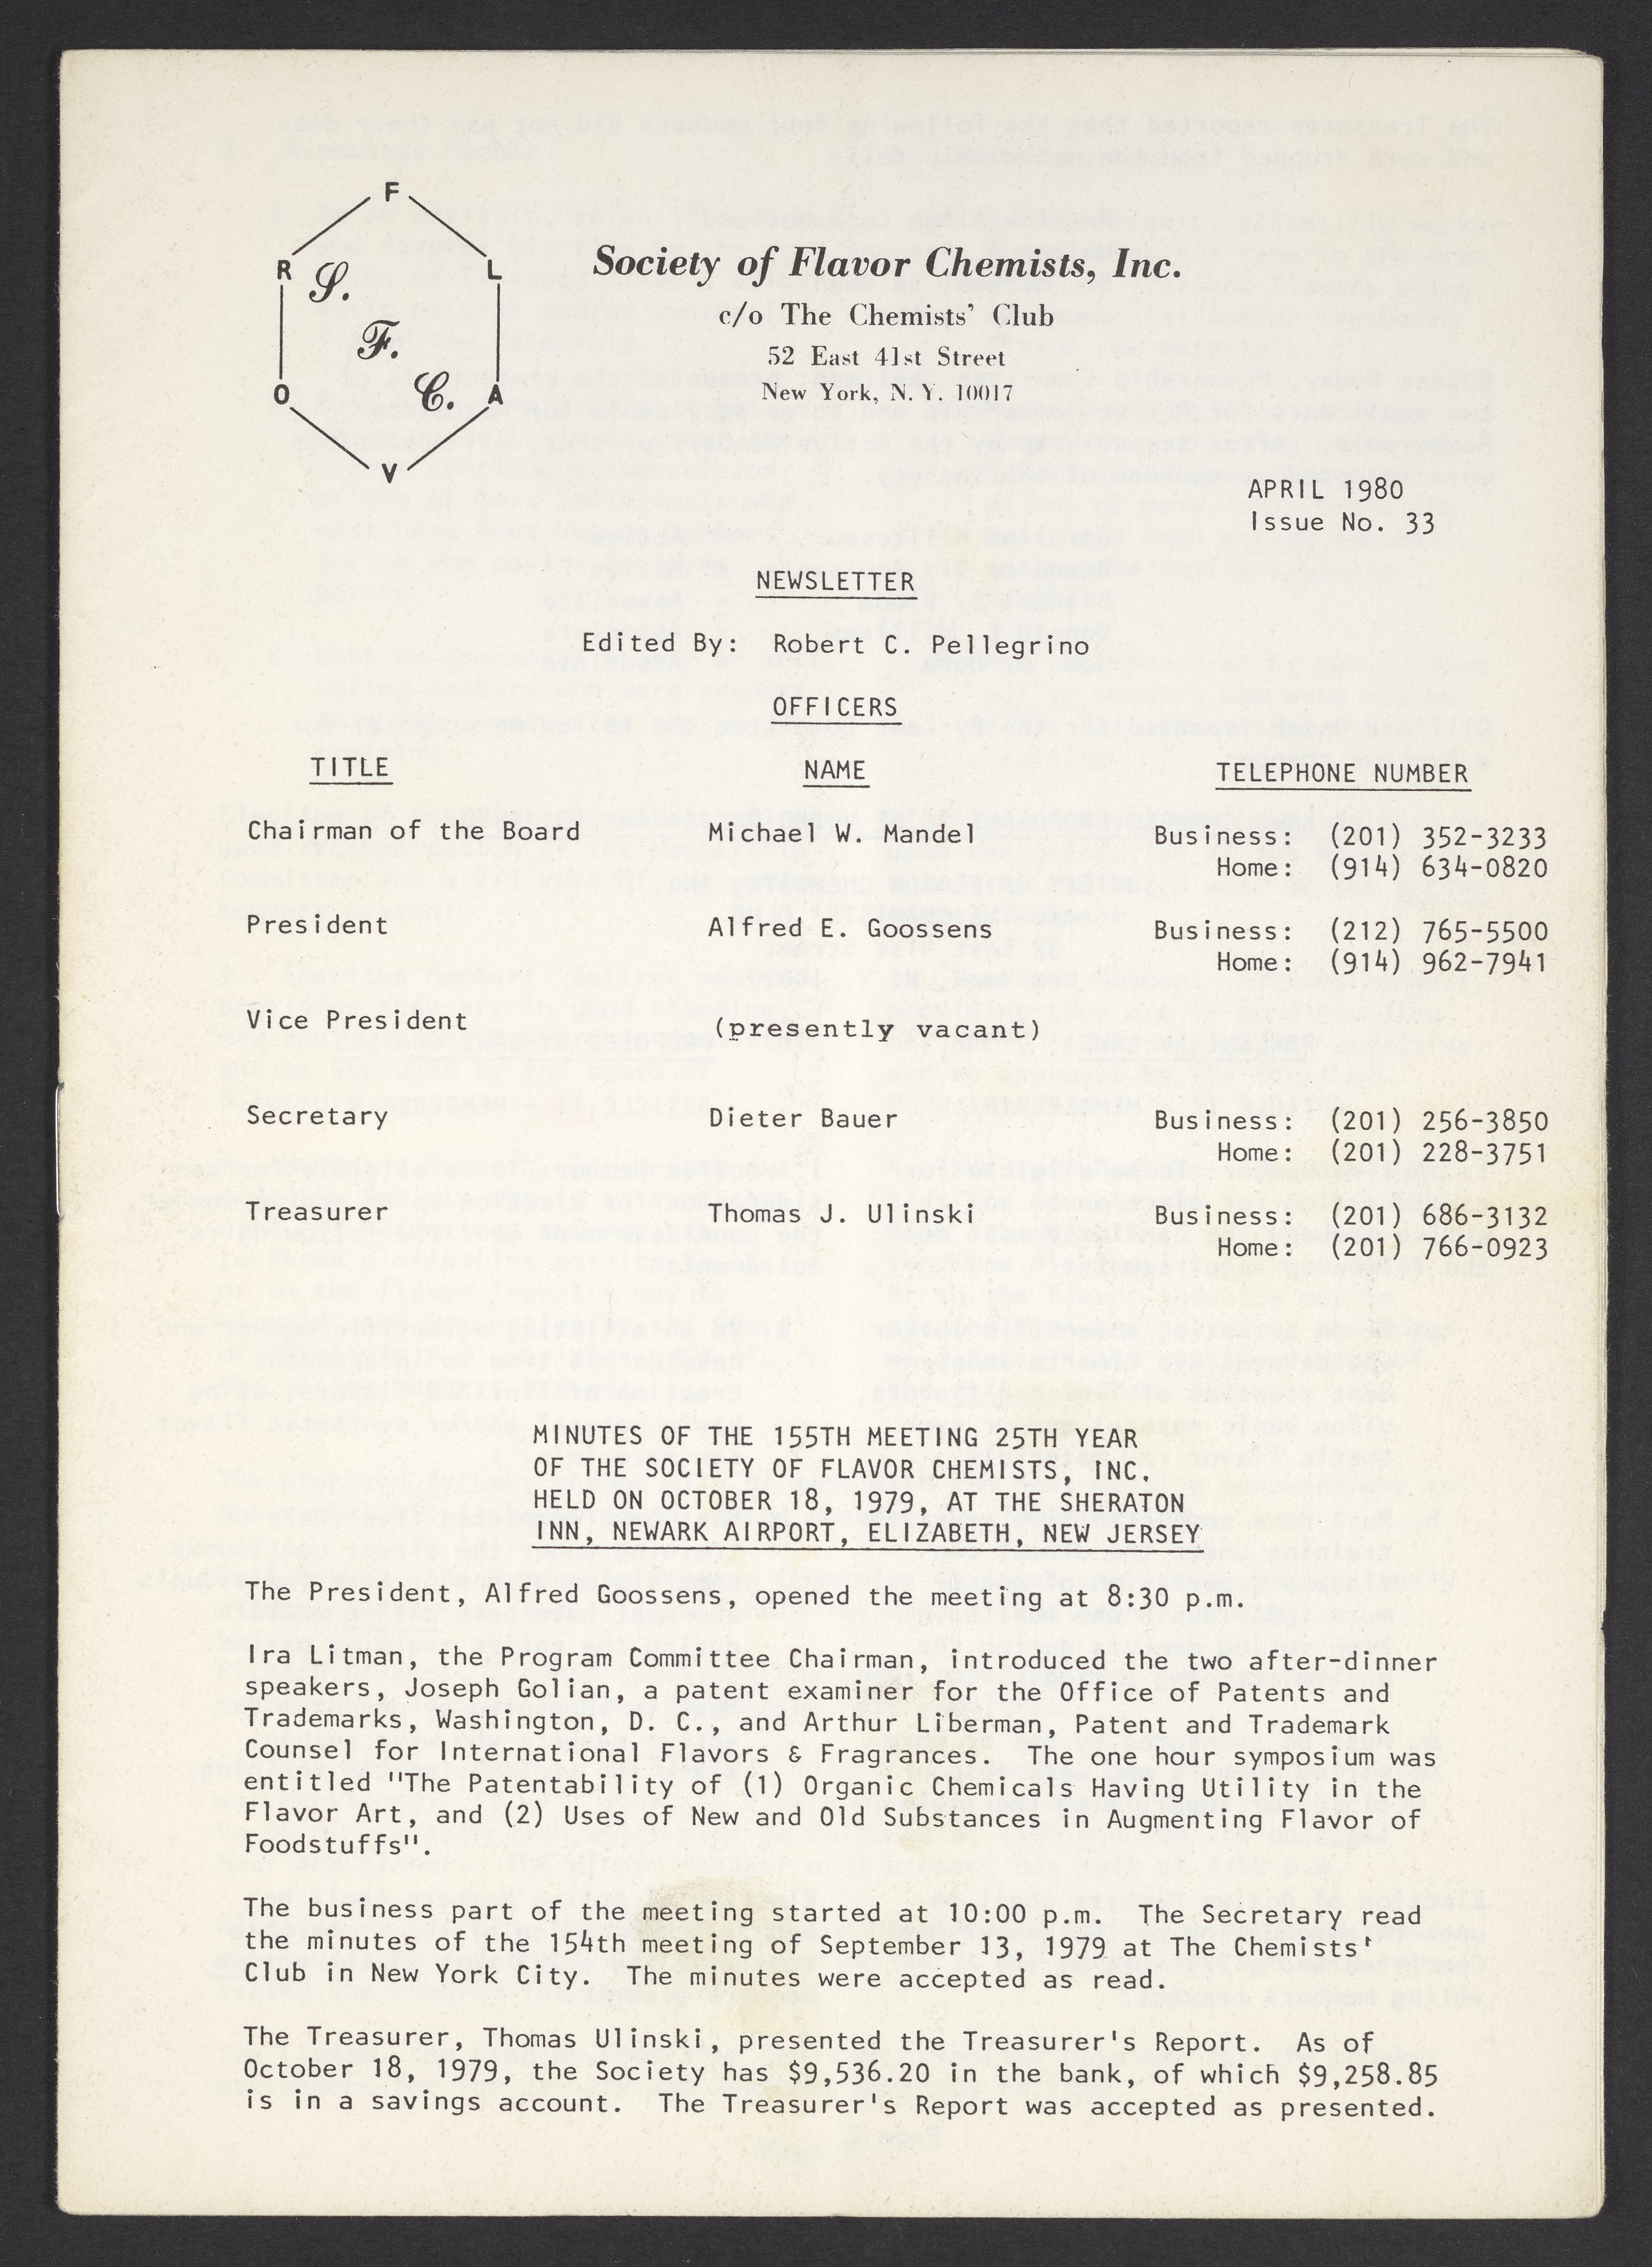 F
R L
S.
F.
C.
O A
V
Society of Flavor Chemists, Inc.
c/o The Chemists' Club
52 East 41st Street
New York, N. Y. 10017
APRIL 1980
Issue No. 33
NEWSLETTER
Edited By: Robert C. Pellegrino
OFFICERS
TITLE NAME TELEPHONE NUMBER
Chairman of the Board Michael W. Mandel Business: (201) 352-3233
Home: (914) 634-0820
President Alfred E. Goossens Business: (212) 765-5500
Home: (914) 962-7941
Vice President (presently vacant)
Secretary Dieter Bauer Business: (201) 256-3850
Home: (201) 228-3751
Treasurer Thomas J. Ulinski Business: (201) 686-3132
Home: (201) 766-0923
MINUTES OF THE 155TH MEETING 25TH YEAR
OF THE SOCIETY OF FLAVOR CHEMISTS, INC.
HELD ON OCTOBER 18, 1979, AT THE SHERATON
INN, NEWARK AIRPORT, ELIZABETH, NEW JERSEY
The President, Alfred Goossens, opened the meeting at 8:30 p.m.
Ira Litman, the Program Committee Chairman, introduced the two after-dinner
speakers, Joseph Golian, a patent examiner for the Office of Patents and
Trademarks, Washington, D. C., and Arthur Liberman, Patent and Trademark
Counsel for International Flavors & Fragrances. The one hour symposium was
entitled "The Patentability of (1) Organic Chemicals Having Utility in the
Flavor Art, and (2) Uses of New and Old Substances in Augmenting Flavor of
Foodstuffs".
The business part of the meeting started at 10:00 p.m. The Secretary read
the minutes of the 154th meeting of September 13, 1979 at The Chemists'
Club in New York City. The minutes were accepted as read.
The Treasurer, Thomas Ulinski, presented the Treasurer's Report. As of
October 18, 1979, the Society has $9,536.20 in the bank, of which $9,258.85
is in a savings account. The Treasurer's Report was accepted as presented.